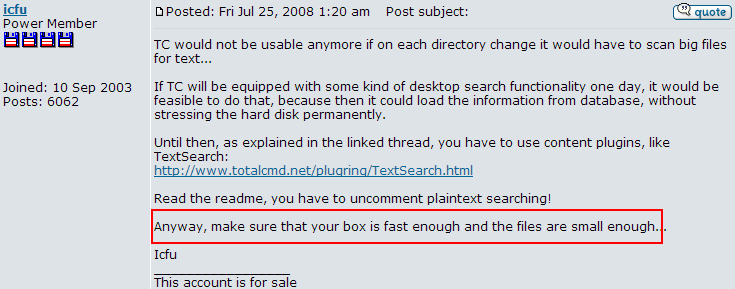 icfu
Power Member
Joined: 10 Sep 2003
Posts: 6062
Posted: Fri Jul 25, 2008 1:20 am Post subject:
quote
TC would not be usable anymore if on each directory change it would have to scan big files
for text...
If TC will be equipped with some kind of desktop search functionality one day, it would be
feasible to do that, because then it could load the information from database, without
stressing the hard disk permanently.
Until then, as explained in the linked thread, you have to use content plugins, like
TextSearch:
http://www.totalcmd.net/plugring/TextSearch.html
Read the readme, you have to uncomment plaintext searching!
Anyway, make sure that your box is fast enough and the files are small enough...
Icfu
_________________
This account is for sale